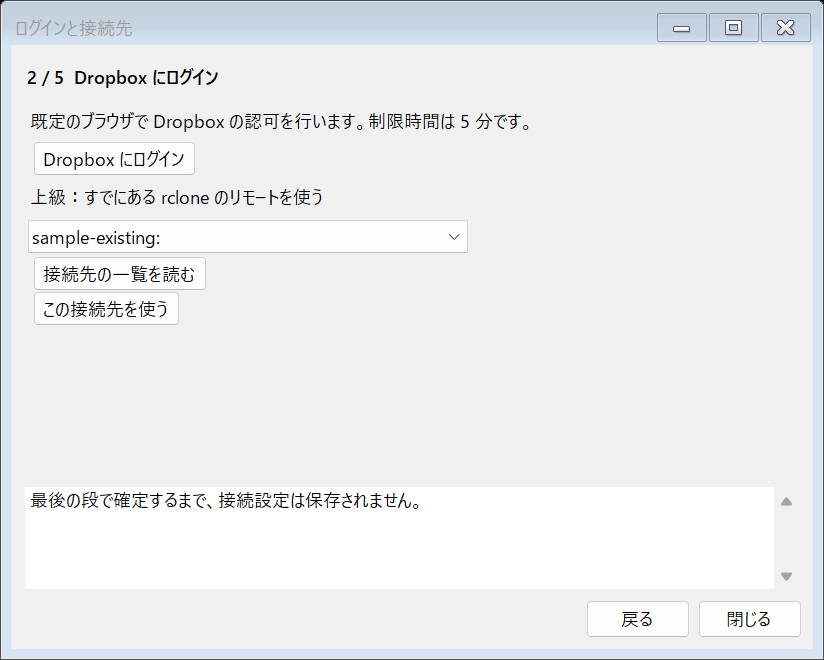 ログインと接続先
2 / 5 Dropbox にログイン
既定のブラウザで Dropbox の認可を行います。制限時間は 5 分です。
Dropbox にログイン
上級：すでにある rclone のリモートを使う
sample-existing:
接続先の一覧を読む
この接続先を使う
最後の段で確定するまで、接続設定は保存されません。
戻る
閉じる